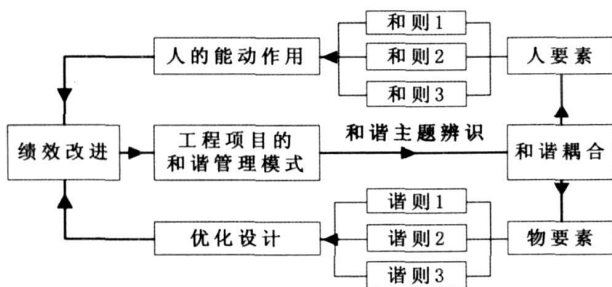 和则1
人的能动作用
和则2
人要素
和则3
绩效改进
工程项目的
和谐管理模式
和谐主题辨识
和谐耦合
谐则1
优化设计
谐则2
物要素
谐则3